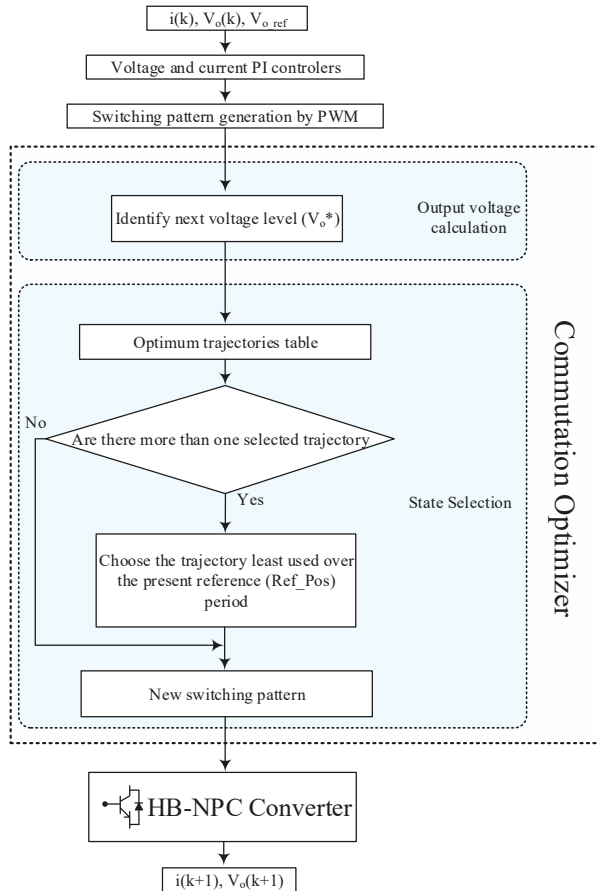 i(k), V_o(k), V_o_ref
Voltage and current PI controlers
Switching pattern generation by PWM
Identify next voltage level (V_o*)
Output voltage
calculation
Optimum trajectories table
No
Are there more than one selected trajectory
Yes
Choose the trajectory least used over
the present reference (Ref_Pos)
period
State Selection
New switching pattern
Commutation Optimizer
HB-NPC Converter
i(k+1), V_o(k+1)